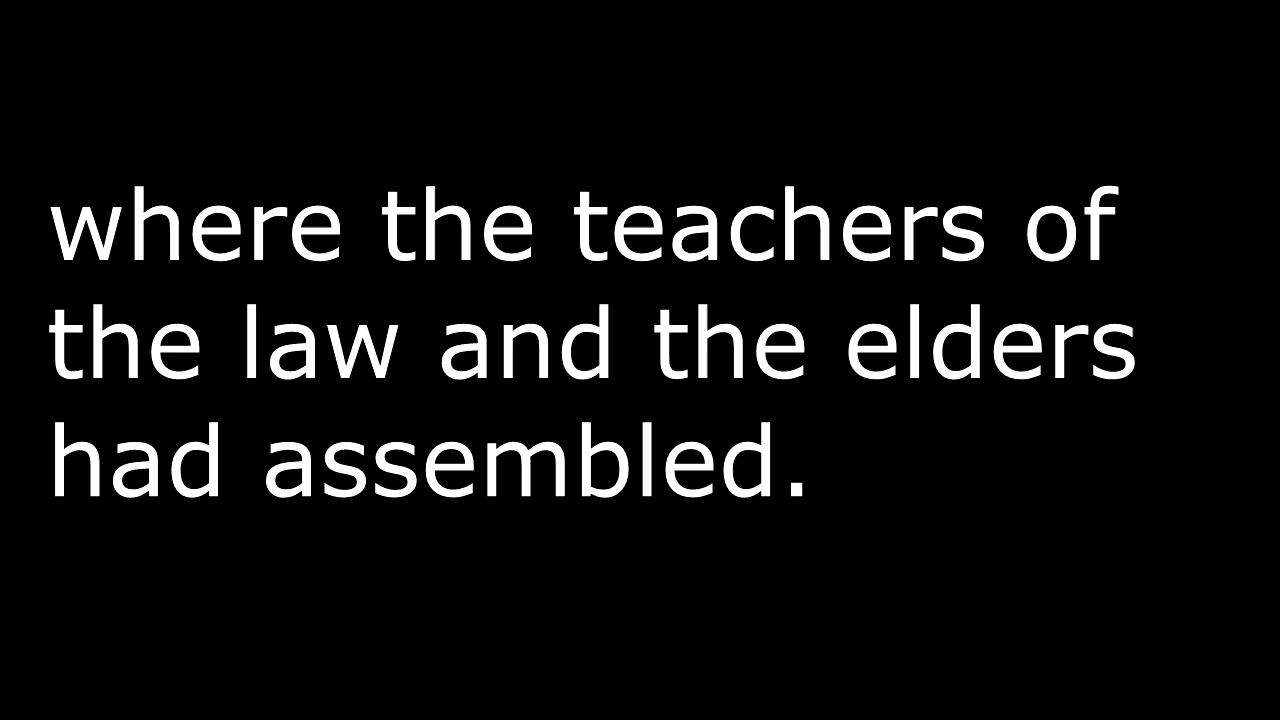 where the teachers of
the law and the elders
had assembled.